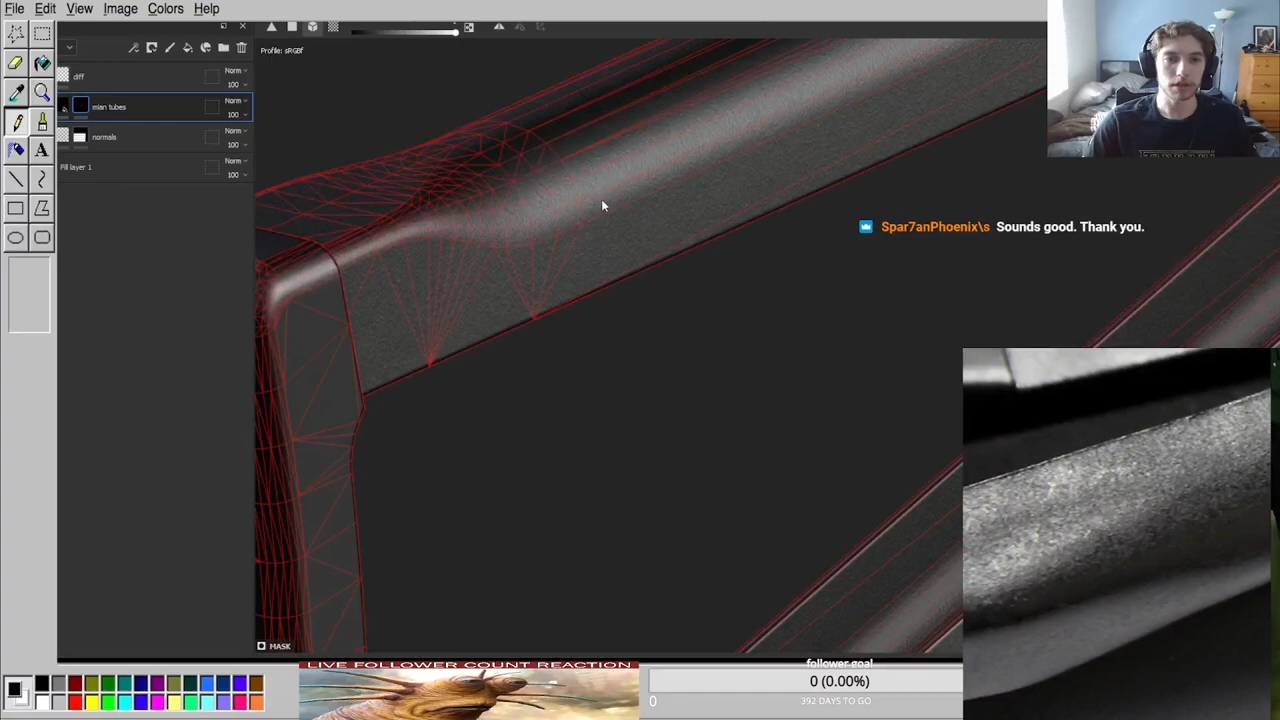 File Edit View Image Colors Help
Profile: sRGBf
diff
Norm
100
mian tubes
Norm
100
normals
Norm
100
Fill layer 1
Norm
100
A
Spar7anPhoenix\s Sounds good. Thank you.
MASK
LIVE FOLLOWER COUNT REACTION
follower goal
0 (0.00%)
0
392 DAYS TO GO